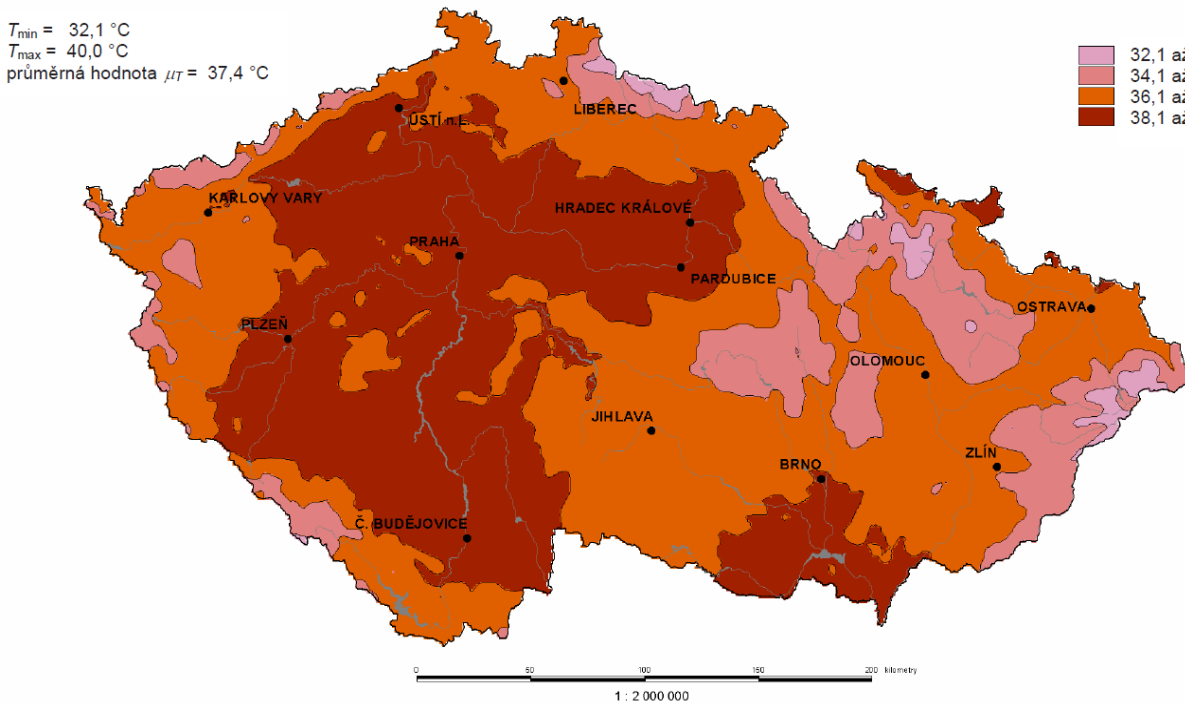 Tmin = 32,1 °C
Tmax = 40,0 °C
průměrná hodnota μT = 37,4 °C
32,1 až
34,1 až
36,1 až
38,1 až
LIBEREC
ÚSTÍ n.L.
KARLOVY VARY
HRADEC KRÁLOVÉ
PRAHA
PARDUBICE
OSTRAVA
PLZEŇ
OLOMOUC
JIHLAVA
ZLÍN
BRNO
Č. BUDĚJOVICE
0 50 100 150 200 kilometry
1 : 2 000 000